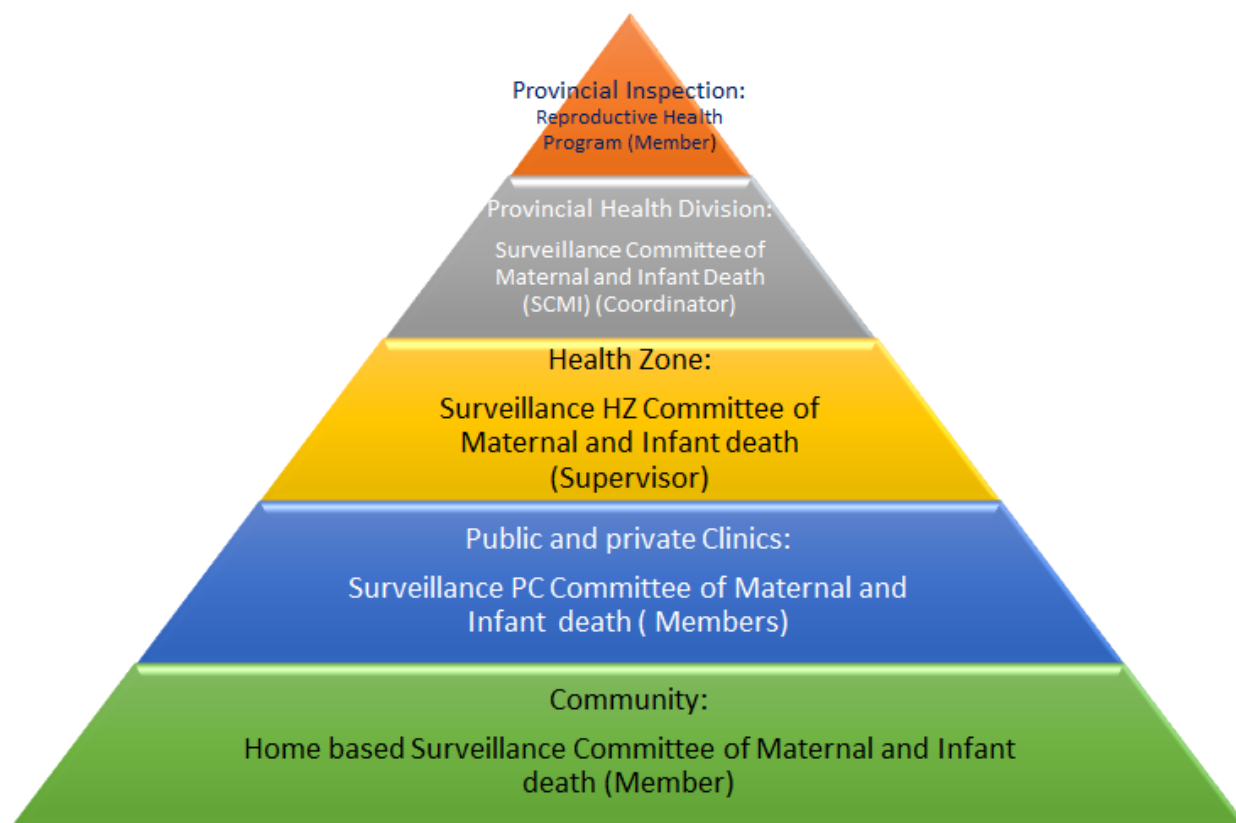 Provincial Inspection:
Reproductive Health
Program (Member)
Provincial Health Division:
Surveillance Committee of
Maternal and Infant Death
(SCMI) (Coordinator)
Health Zone:
Surveillance HZ Committee of
Maternal and Infant death
(Supervisor)
Public and private Clinics:
Surveillance PC Committee of Maternal and
Infant death ( Members)
Community:
Home based Surveillance Committee of Maternal and Infant
death (Member)